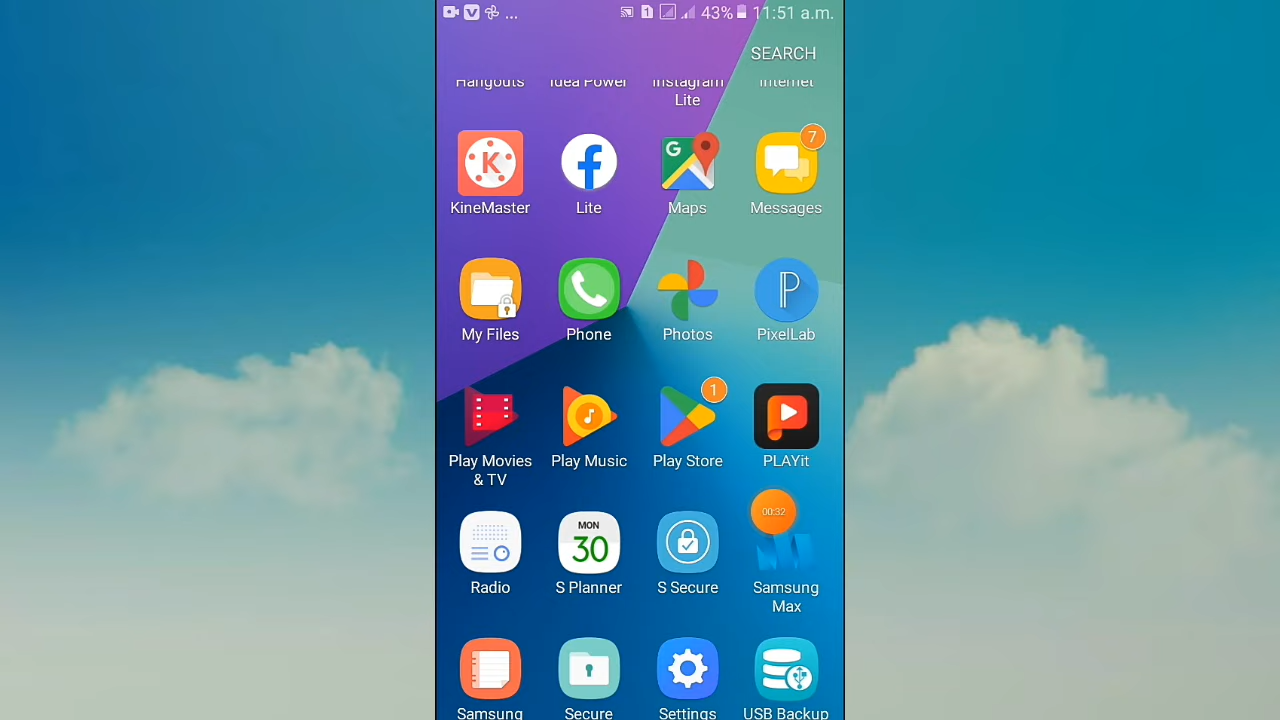 ... 1 43% 11:51 a.m.
SEARCH
Hangouts Idea Power Instagram Lite Internet
G 7
KineMaster Lite Maps Messages
My Files Phone Photos PixelLab
1
Play Movies & TV Play Music Play Store PLAYit
MON 30 00:32
Radio S Planner S Secure Samsung Max
Samsung Secure Settings USB Backup